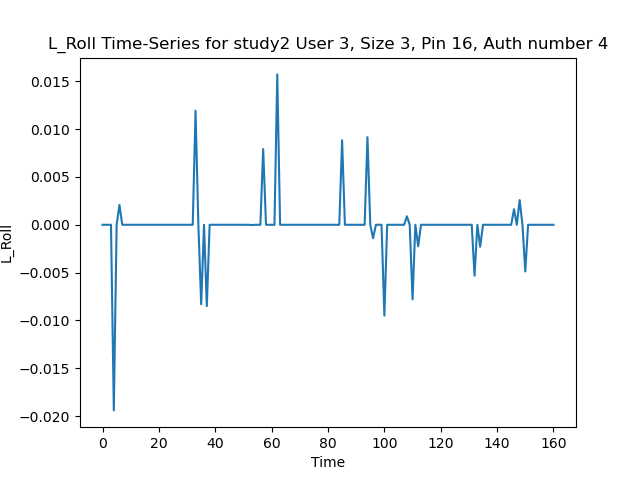 L_Roll Time-Series for study2 User 3, Size 3, Pin 16, Auth number 4
0.015
0.010
0.005
0.000
−0.005
−0.010
−0.015
−0.020
L_Roll
0 20 40 60 80 100 120 140 160
Time